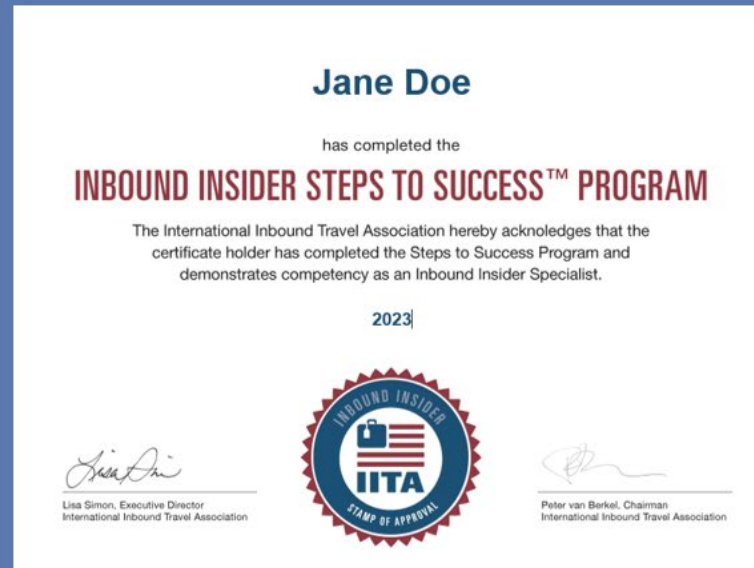 Jane Doe
has completed the
INBOUND INSIDER STEPS TO SUCCESS™ PROGRAM
The International Inbound Travel Association hereby acknoledges that the
certificate holder has completed the Steps to Success Program and
demonstrates competency as an Inbound Insider Specialist.
2023
INBOUND INSIDER
IITA
STAMP OF APPROVAL
Lisa Simon, Executive Director
International Inbound Travel Association
Peter van Berkel, Chairman
International Inbound Travel Association